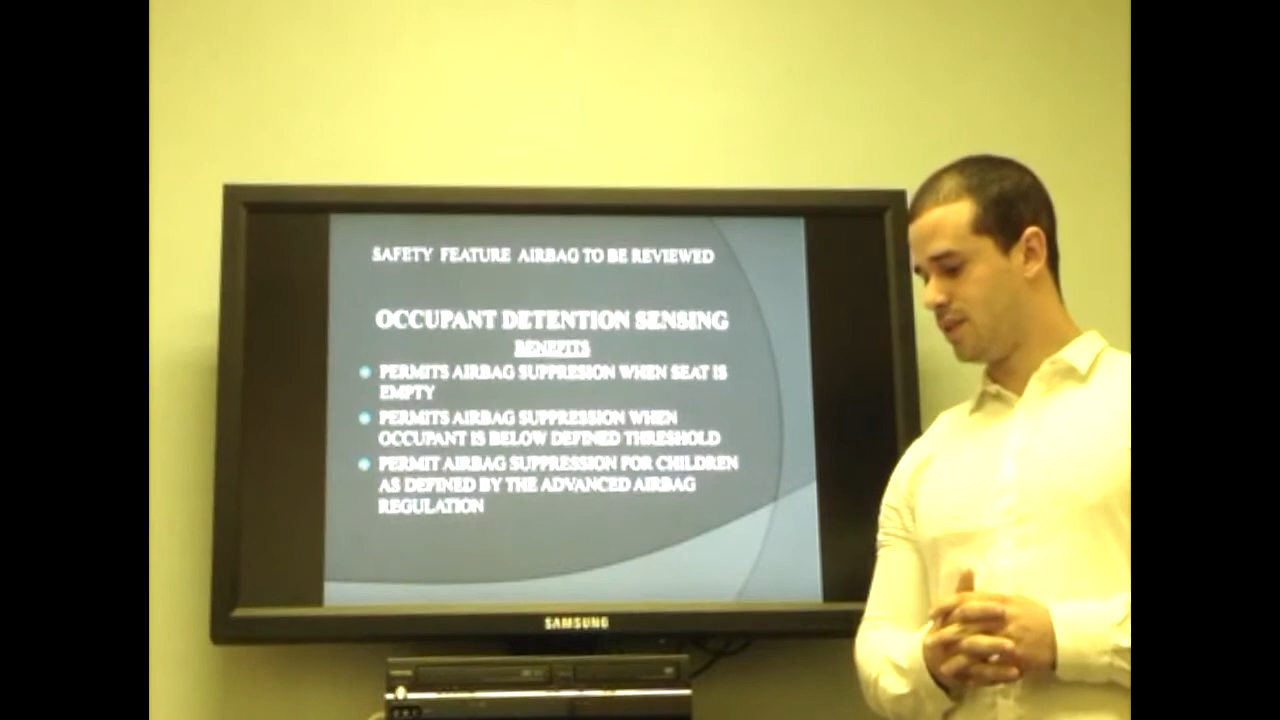 SAFETY FEATURE AIRBAG TO BE REVIEWED
OCCUPANT DETENTION SENSING
BENEFITS
PERMITS AIRBAG SUPPRESION WHEN SEAT IS
EMPTY
PERMITS AIRBAG SUPPRESSION WHEN
OCCUPANT IS BELOW DEFINED THRESHOLD
PERMIT AIRBAG SUPPRESSION FOR CHILDREN
AS DEFINED BY THE ADVANCED AIRBAG
REGULATION
SAMSUNG